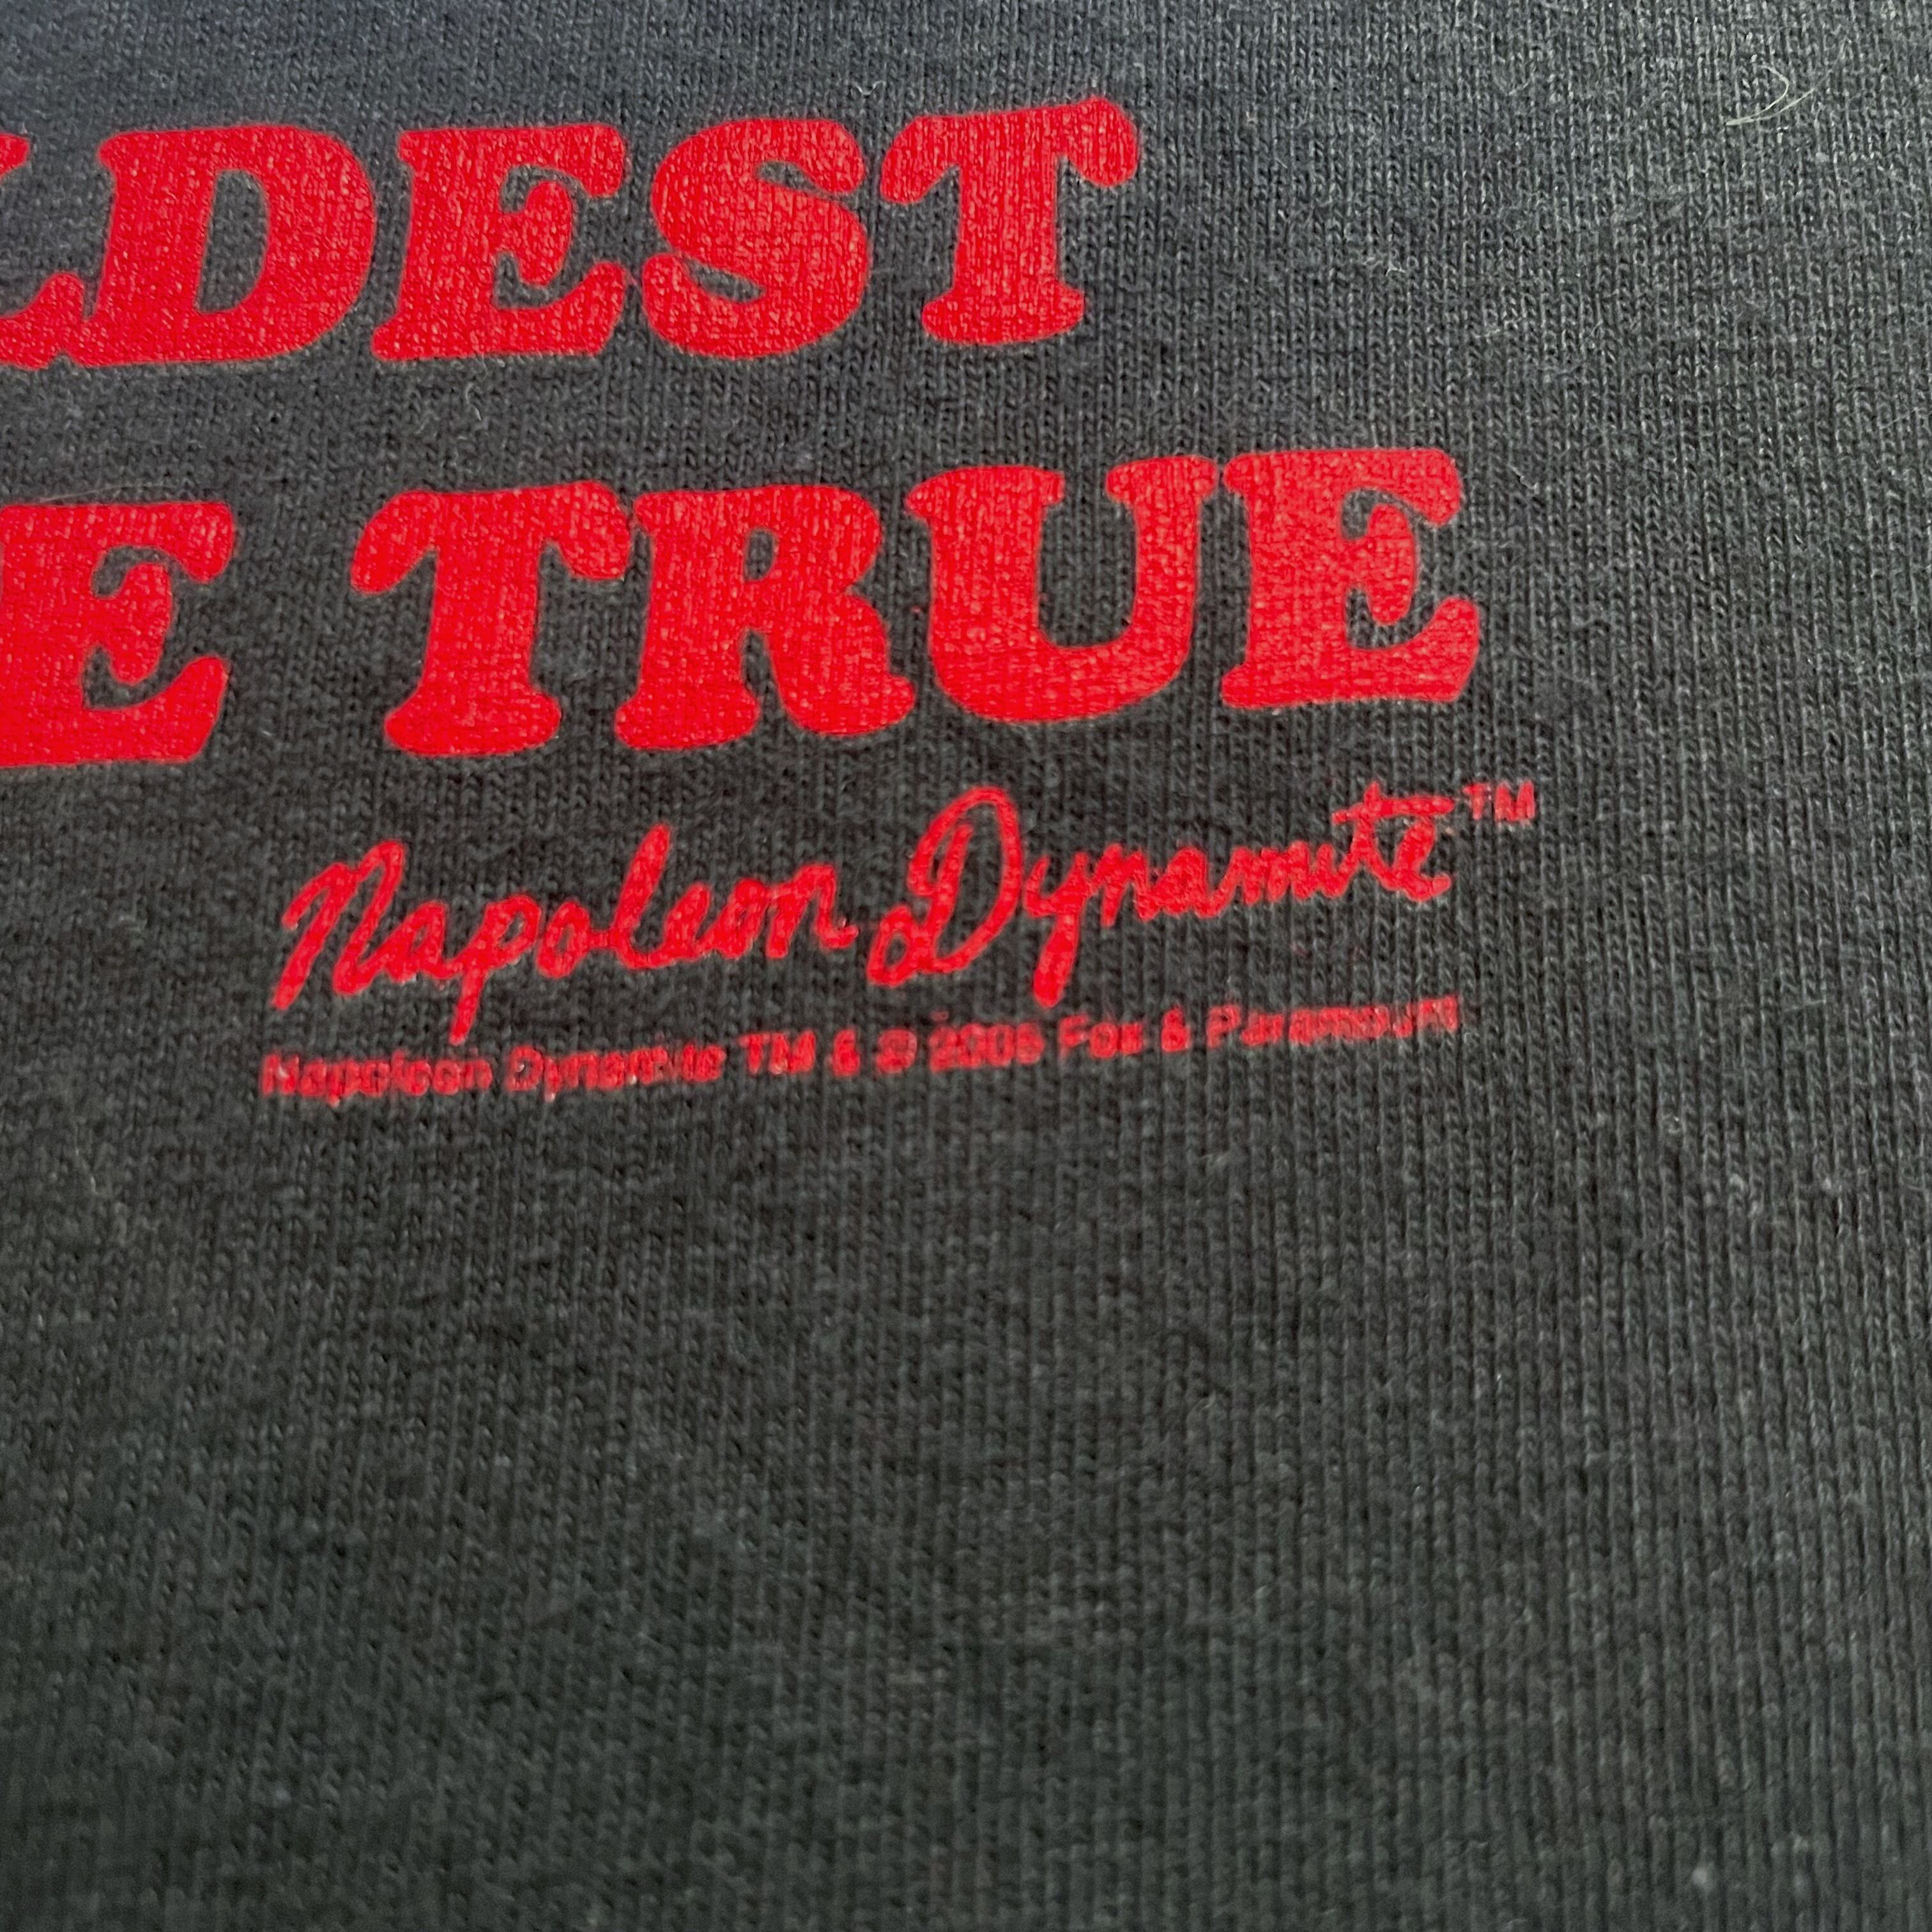 LDEST
E TRUE
Napoleon Dynamite™
Napoleon Dynamite TM & © 2005 Fox & Paramount